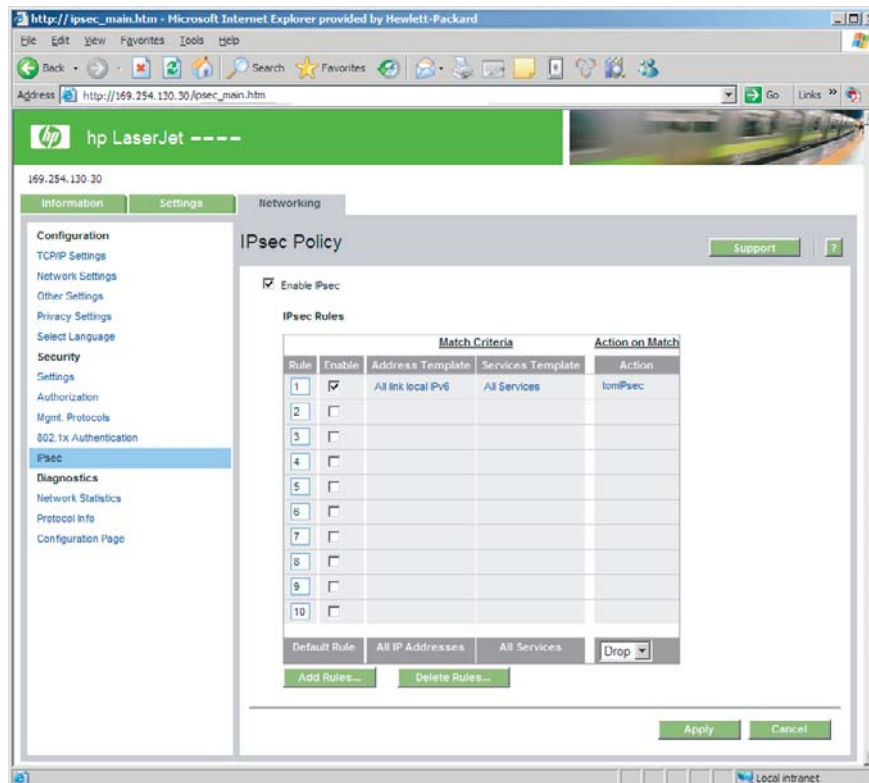 http:// ipsec_main.htm - Microsoft Internet Explorer provided by Hewlett-Packard
File Edit View Favorites Tools Help
Back Search Favorites
Address http://169.254.130.30/ipsec_main.htm Go Links »
hp hp LaserJet ----
169.254.130.30
Information Settings Networking
Configuration
TCP/IP Settings
Network Settings
Other Settings
Privacy Settings
Select Language
Security
Settings
Authorization
Mgmt. Protocols
802.1x Authentication
IPsec
Diagnostics
Network Statistics
Protocol Info
Configuration Page
IPsec Policy
Support ?
Enable IPsec
IPsec Rules
Match Criteria Action on Match
Rule Enable Address Template Services Template Action
1 All link local IPv6 All Services tomIPsec
2
3
4
5
6
7
8
9
10
Default Rule All IP Addresses All Services Drop
Add Rules... Delete Rules...
Apply Cancel
Local intranet